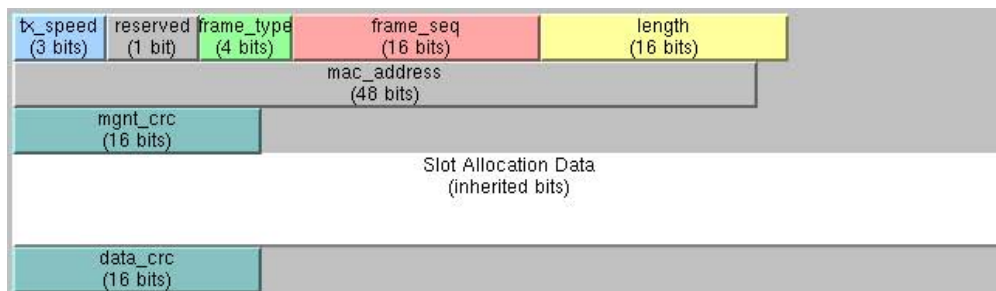 tx_speed reserved frame_type frame_seq length
(3 bits) (1 bit) (4 bits) (16 bits) (16 bits)
mac_address
(48 bits)
mgnt_crc
(16 bits)
Slot Allocation Data
(inherited bits)
data_crc
(16 bits)